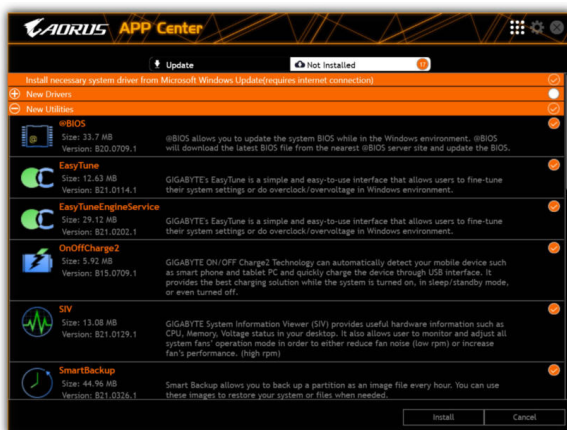 AORUS APP Center
Update
Not Installed
Install necessary system driver from Microsoft Windows Update(requires internet connection)
New Drivers
New Utilities
@BIOS
Size: 33.7 MB
Version: B20.0709.1
@BIOS allows you to update the system BIOS while in the Windows environment. @BIOS
will download the latest BIOS file from the nearest @BIOS server site and update the BIOS.
EasyTune
Size: 12.63 MB
Version: B21.0114.1
GIGABYTE's EasyTune is a simple and easy-to-use interface that allows users to fine-tune
their system settings or do overclock/overvoltage in Windows environment.
EasyTuneEngineService
Size: 29.12 MB
Version: B21.0202.1
GIGABYTE's EasyTune is a simple and easy-to-use interface that allows users to fine-tune
their system settings or do overclock/overvoltage in Windows environment.
OnOffCharge2
Size: 5.92 MB
Version: B15.0709.1
GIGABYTE ON/OFF Charge2 Technology can automatically detect your mobile device such
as smart phone and tablet PC and quickly charge the device through USB interface. It
provides the best charging solution while the system is turned on, in sleep/standby mode,
or even turned off.
SIV
Size: 13.08 MB
Version: B21.0129.1
GIGABYTE System Information Viewer (SIV) provides useful hardware information such as
CPU, Memory, Voltage status in your desktop. It also allows user to monitor and adjust all
system fans' operation mode in order to either reduce fan noise (low rpm) or increase
fan's performance. (high rpm)
SmartBackup
Size: 44.96 MB
Version: B21.0326.1
Smart Backup allows you to back up a partition as an image file every hour. You can use
these images to restore your system or files when needed.
Install
Cancel